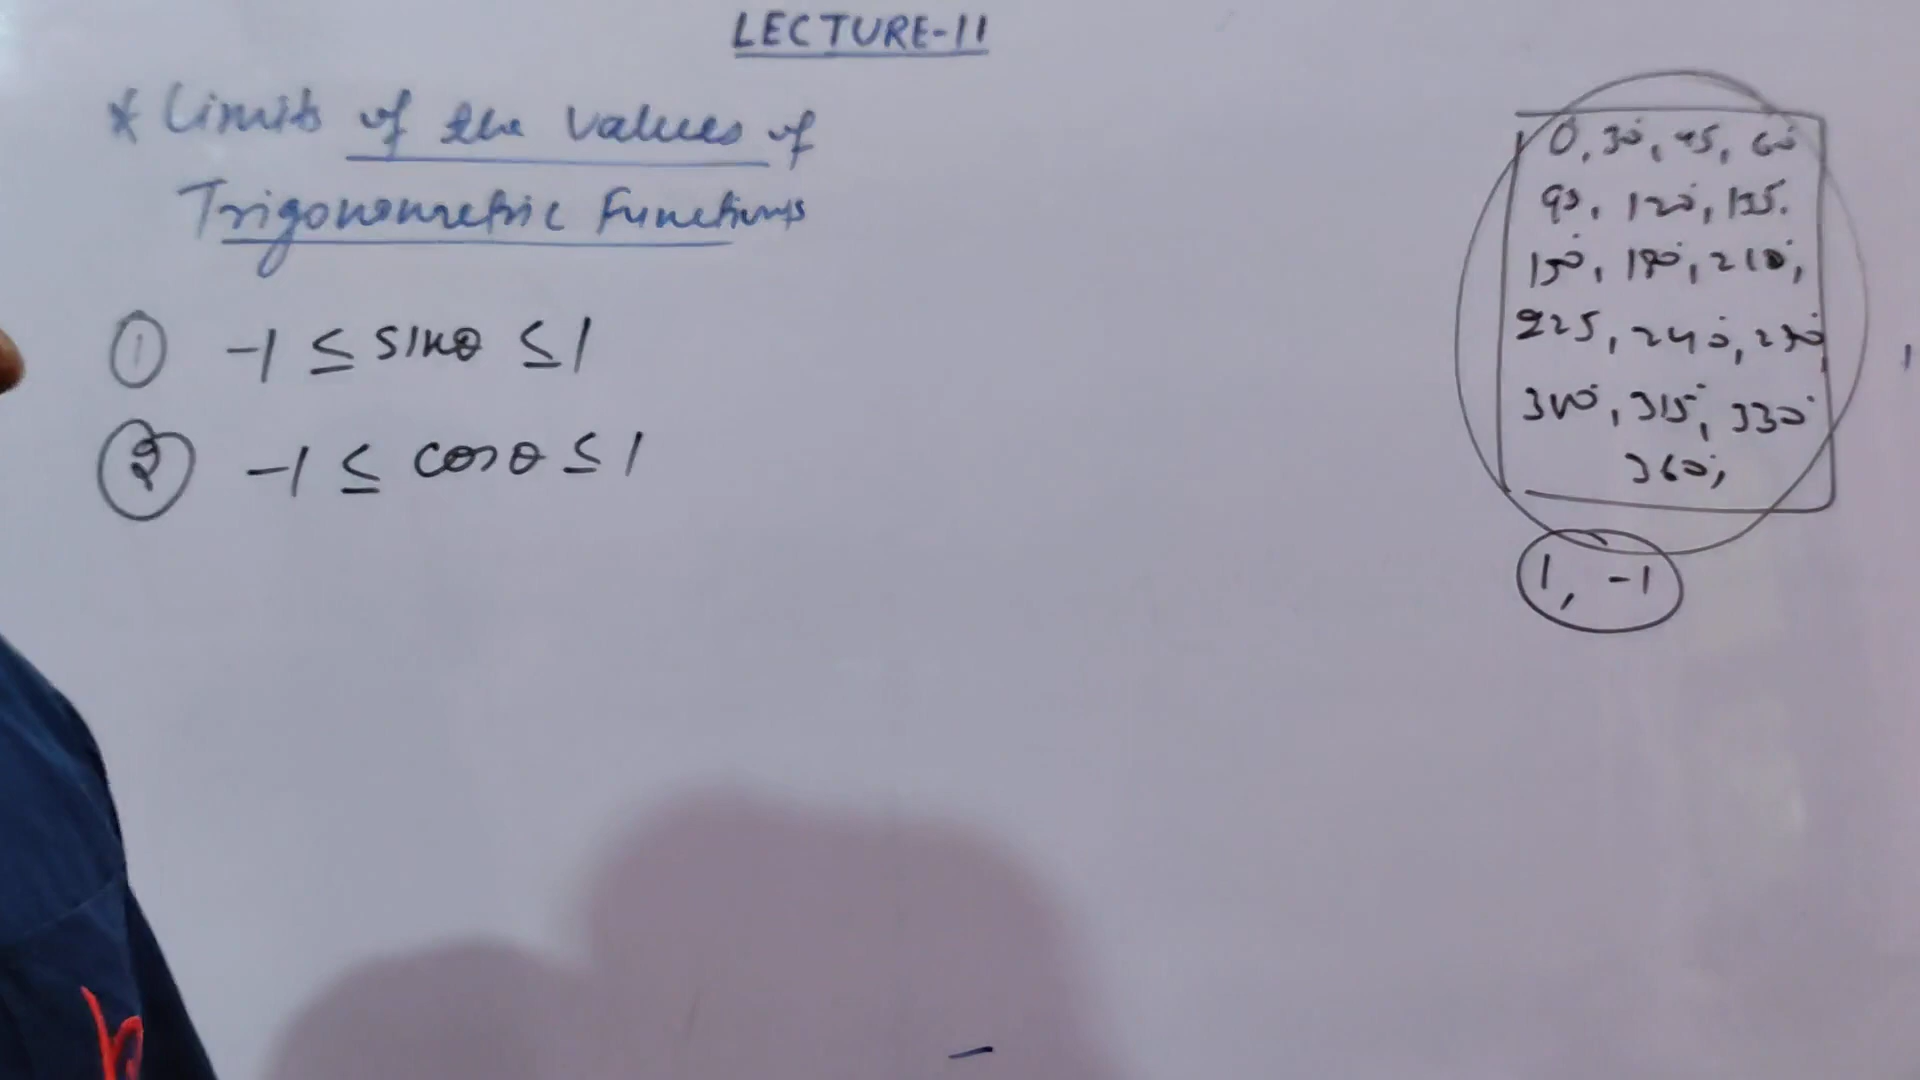 LECTURE-11
* Limits of the values of
Trigonometric Functions
① -1 ≤ sinθ ≤ 1
② -1 ≤ cosθ ≤ 1
0, 30°, 45, 60°
90, 120°, 135.
150°, 180°, 210°,
225, 240°, 270°,
300°, 315°, 330°
360°,
1, -1